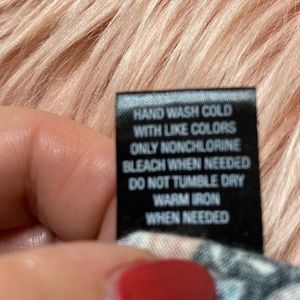 HAND WASH COLD
WITH LIKE COLORS
ONLY NONCHLORINE
BLEACH WHEN NEEDED
DO NOT TUMBLE DRY
WARM IRON
WHEN NEEDED